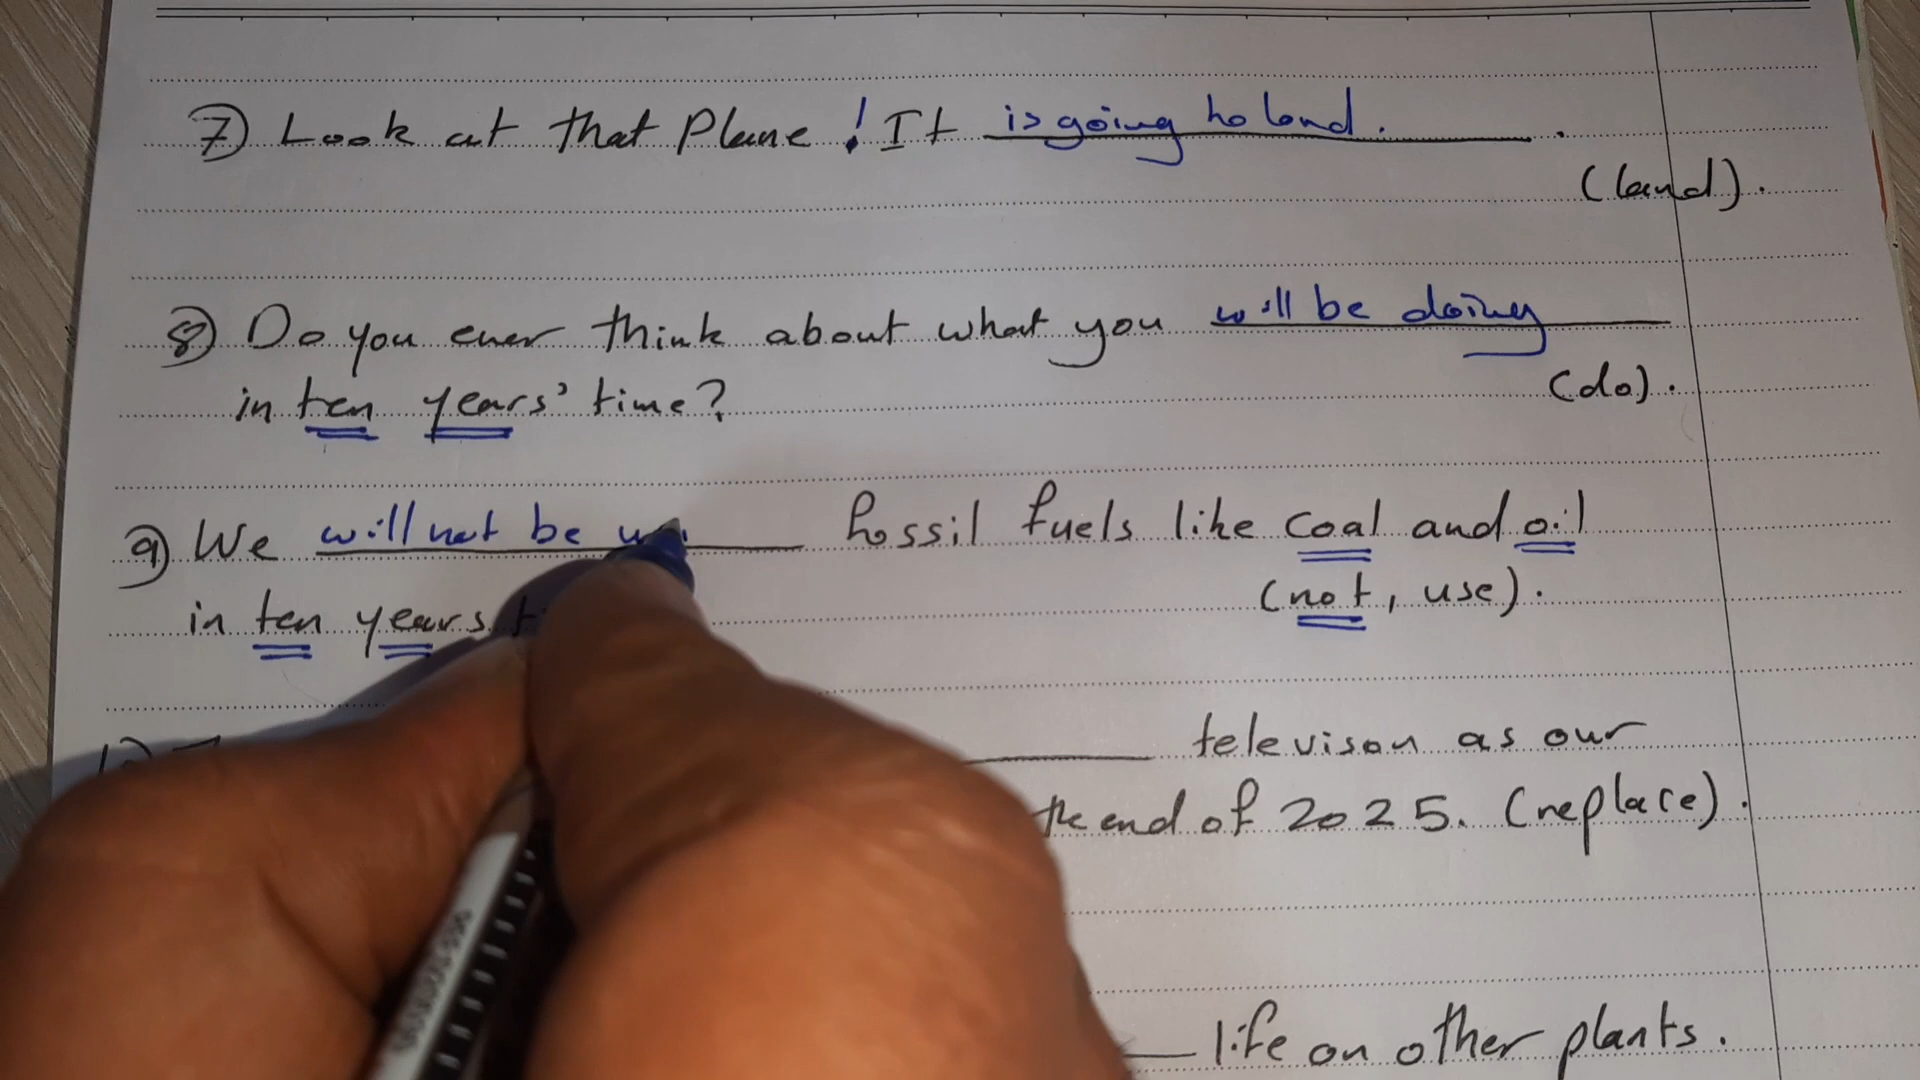 7) Look at that Plane ! It is going to land. .
(land).
8) Do you ever think about what you will be doing
in ten years' time? (do).
9) We will not be fossil fuels like coal and oil
in ten years (not, use).
televison as our
the end of 2025. (replace).
life on other plants.